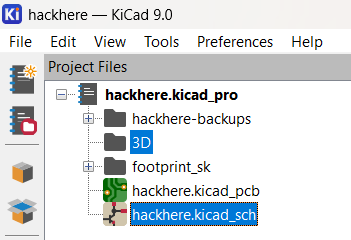 Ki hackhere — KiCad 9.0
File Edit View Tools Preferences Help
Project Files
hackhere.kicad_pro
hackhere-backups
3D
footprint_sk
hackhere.kicad_pcb
hackhere.kicad_sch